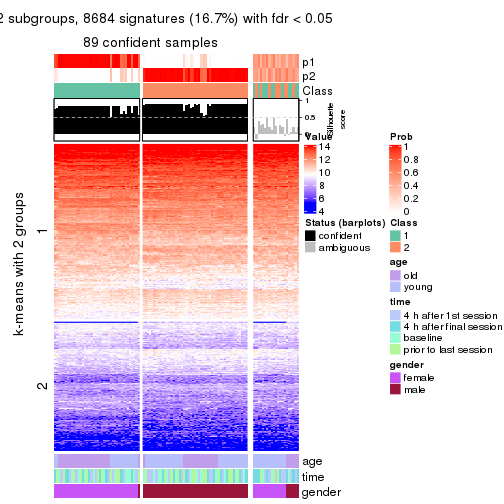 2 subgroups, 8684 signatures (16.7%) with fdr < 0.05
89 confident samples
p1
p2
Class
1
0.5
0
Silhouette
score
k-means with 2 groups
1
2
Value
14
12
10
8
6
4
Prob
1
0.8
0.6
0.4
0.2
0
Status (barplots)
confident
ambiguous
Class
1
2
age
old
young
time
4 h after 1st session
4 h after final session
baseline
prior to last session
gender
female
male
age
time
gender